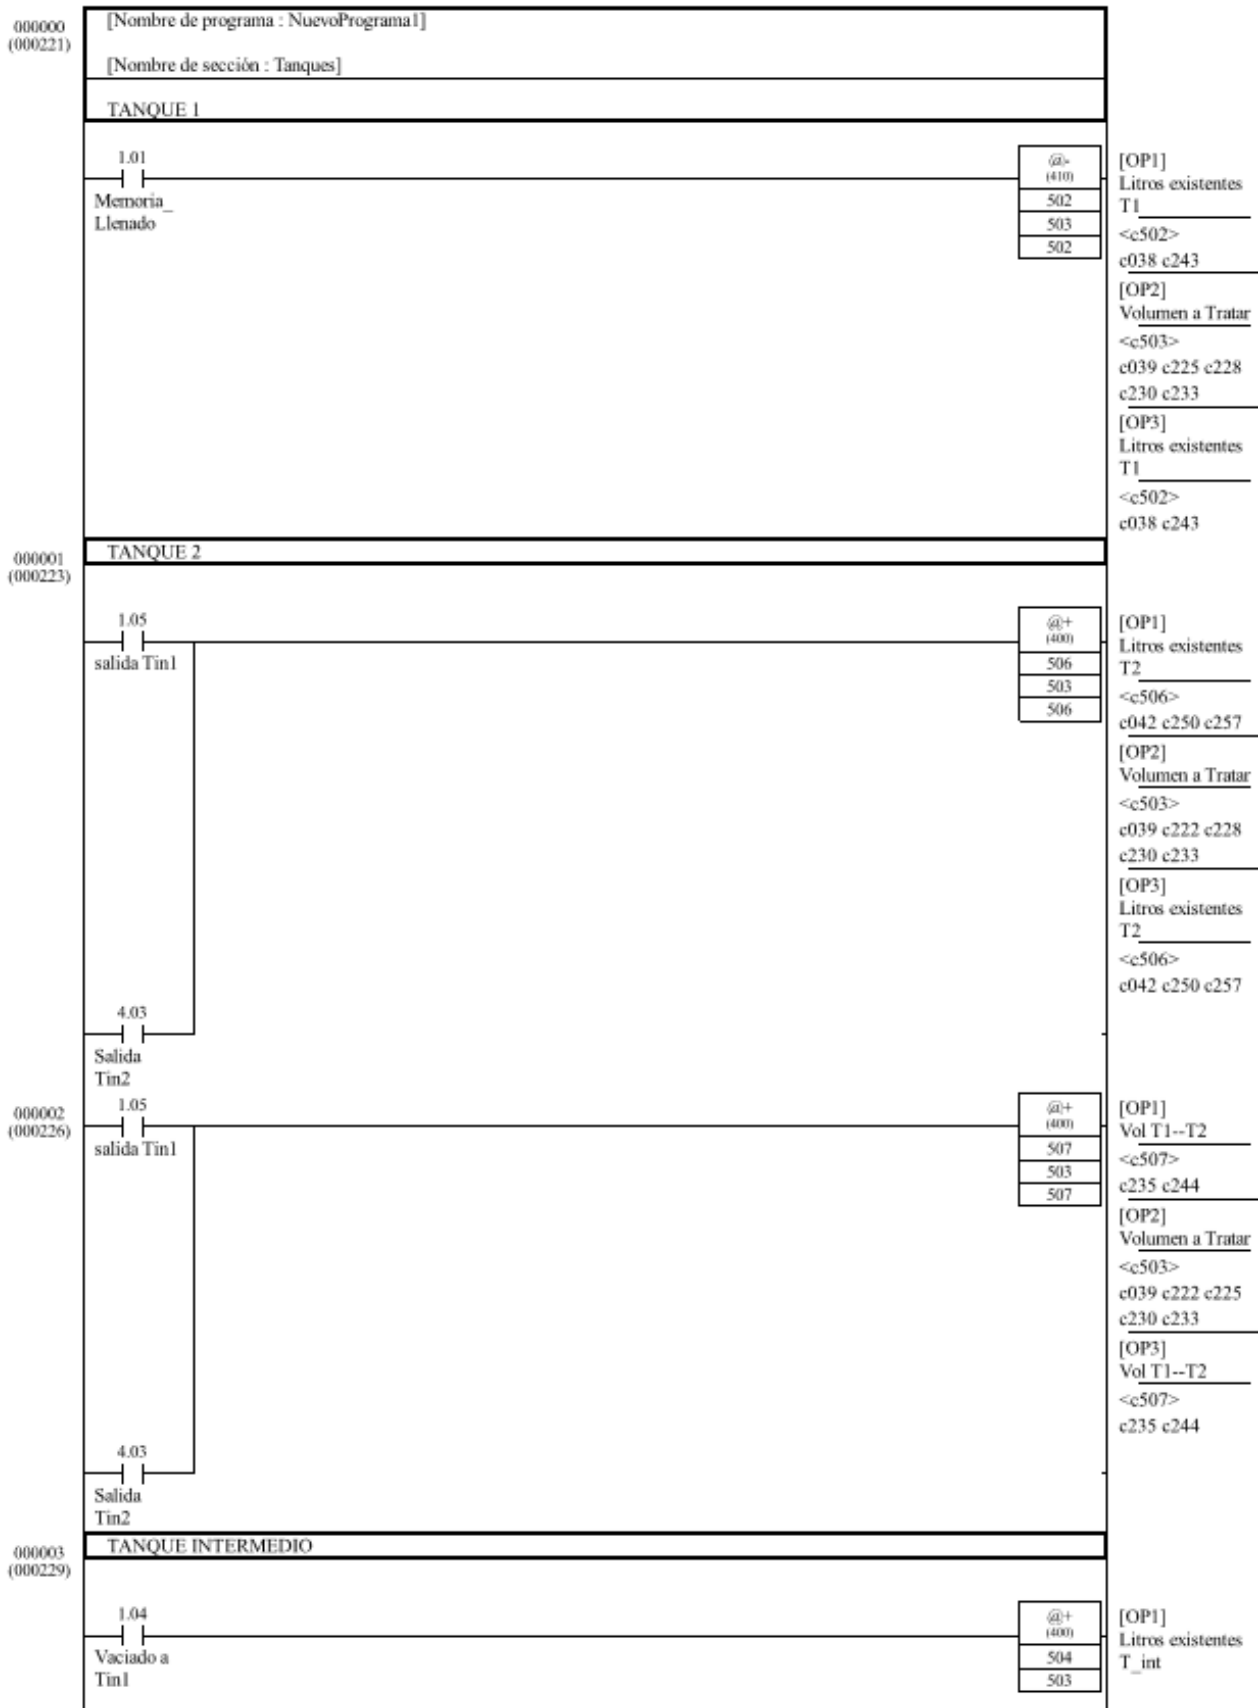 000000
(000221)
[Nombre de programa : NuevoPrograma1]
[Nombre de sección : Tanques]
TANQUE 1
1.01
Memoria_
Llenado
@-
(410)
502
503
502
[OP1]
Litros existentes
T1
<c502>
c038 c243
[OP2]
Volumen a Tratar
<c503>
c039 c225 c228
c230 c233
[OP3]
Litros existentes
T1
<c502>
c038 c243
000001
(000223)
TANQUE 2
1.05
salida Tin1
@+
(400)
506
503
506
[OP1]
Litros existentes
T2
<c506>
c042 c250 c257
[OP2]
Volumen a Tratar
<c503>
c039 c222 c228
c230 c233
[OP3]
Litros existentes
T2
<c506>
c042 c250 c257
4.03
Salida
Tin2
000002
(000226)
1.05
salida Tin1
@+
(400)
507
503
507
[OP1]
Vol T1--T2
<c507>
c235 c244
[OP2]
Volumen a Tratar
<c503>
c039 c222 c225
c230 c233
[OP3]
Vol T1--T2
<c507>
c235 c244
4.03
Salida
Tin2
000003
(000229)
TANQUE INTERMEDIO
1.04
Vaciado a
Tin1
@+
(400)
504
503
[OP1]
Litros existentes
T_int